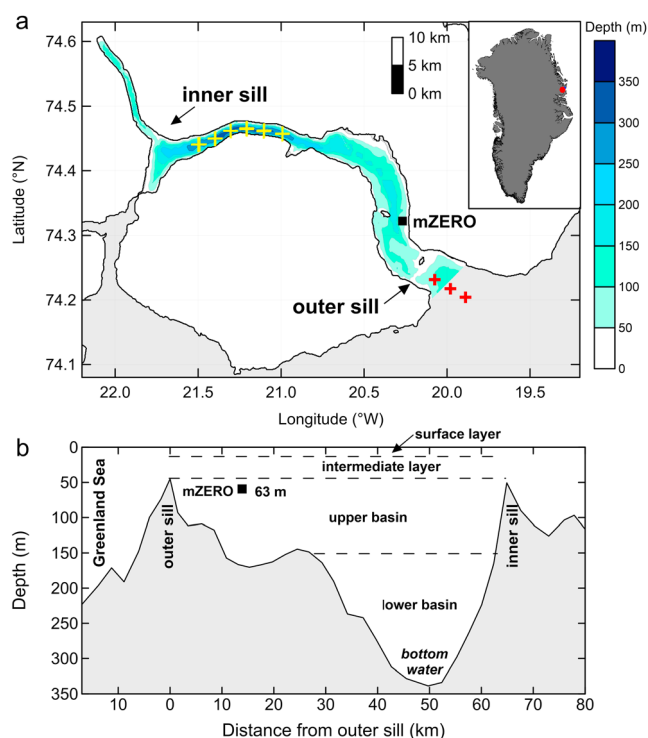 a
74.6
74.5
74.4
74.3
74.2
74.1
Latitude (°N)
inner sill
10 km
5 km
0 km
mZERO
outer sill
22.0
21.5
21.0
20.5
20.0
19.5
Longitude (°W)
Depth (m)
350
300
250
200
150
100
50
0
b
0
50
100
150
200
250
300
350
Depth (m)
surface layer
intermediate layer
Greenland Sea
outer sill
mZERO
63 m
upper basin
inner sill
lower basin
bottom
water
10
0
10
20
30
40
50
60
70
80
Distance from outer sill (km)